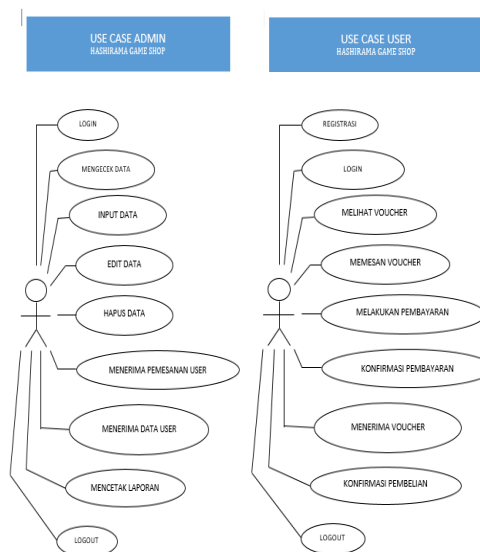 USE CASE ADMIN
HASHIRAMA GAME SHOP
LOGIN
MENGECEK DATA
INPUT DATA
EDIT DATA
HAPUS DATA
MENERIMA PEMESANAN USER
MENERIMA DATA USER
MENCETAK LAPORAN
LOGOUT
USE CASE USER
HASHIRAMA GAME SHOP
REGISTRASI
LOGIN
MELIHAT VOUCHER
MEMESAN VOUCHER
MELAKUKAN PEMBAYARAN
KONFIRMASI PEMBAYARAN
MENERIMA VOUCHER
KONFIRMASI PEMBELIAN
LOGOUT